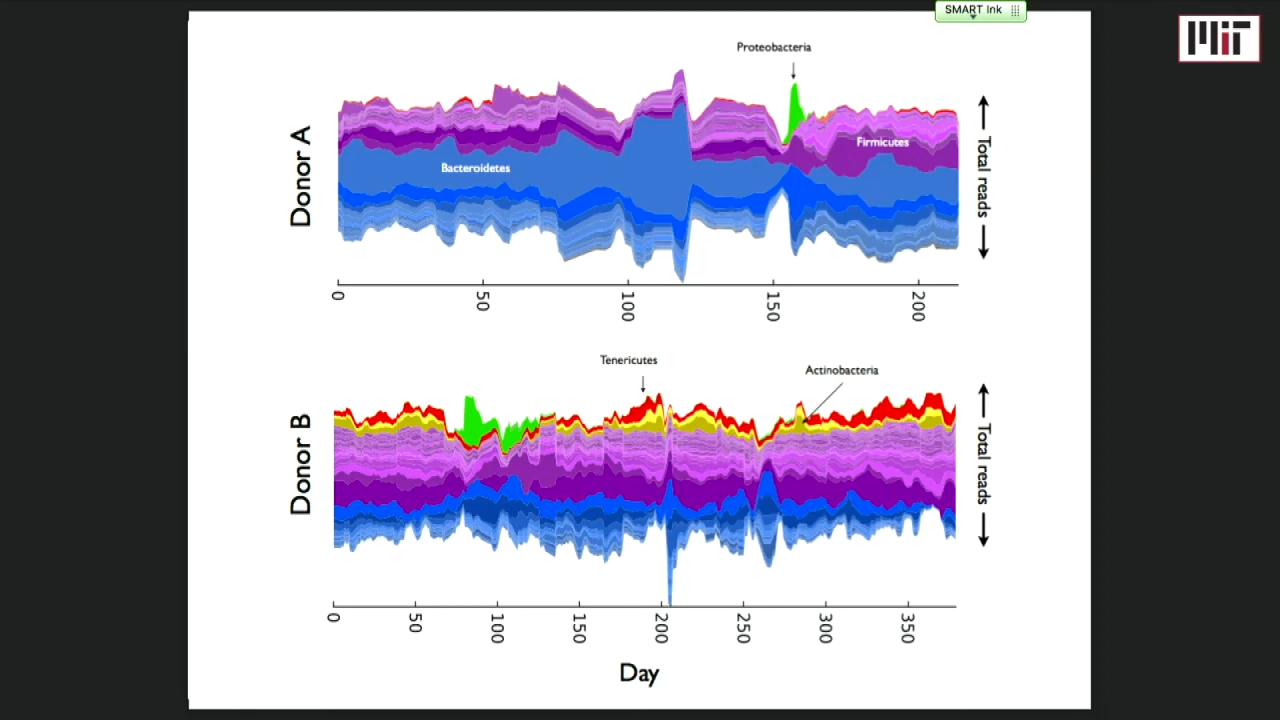 SMART Ink
MIT
Proteobacteria
Donor A
Bacteroidetes
Firmicutes
Total reads
0 50 100 150 200
Tenericutes
Actinobacteria
Donor B
Total reads
0 50 100 150 200 250 300 350
Day